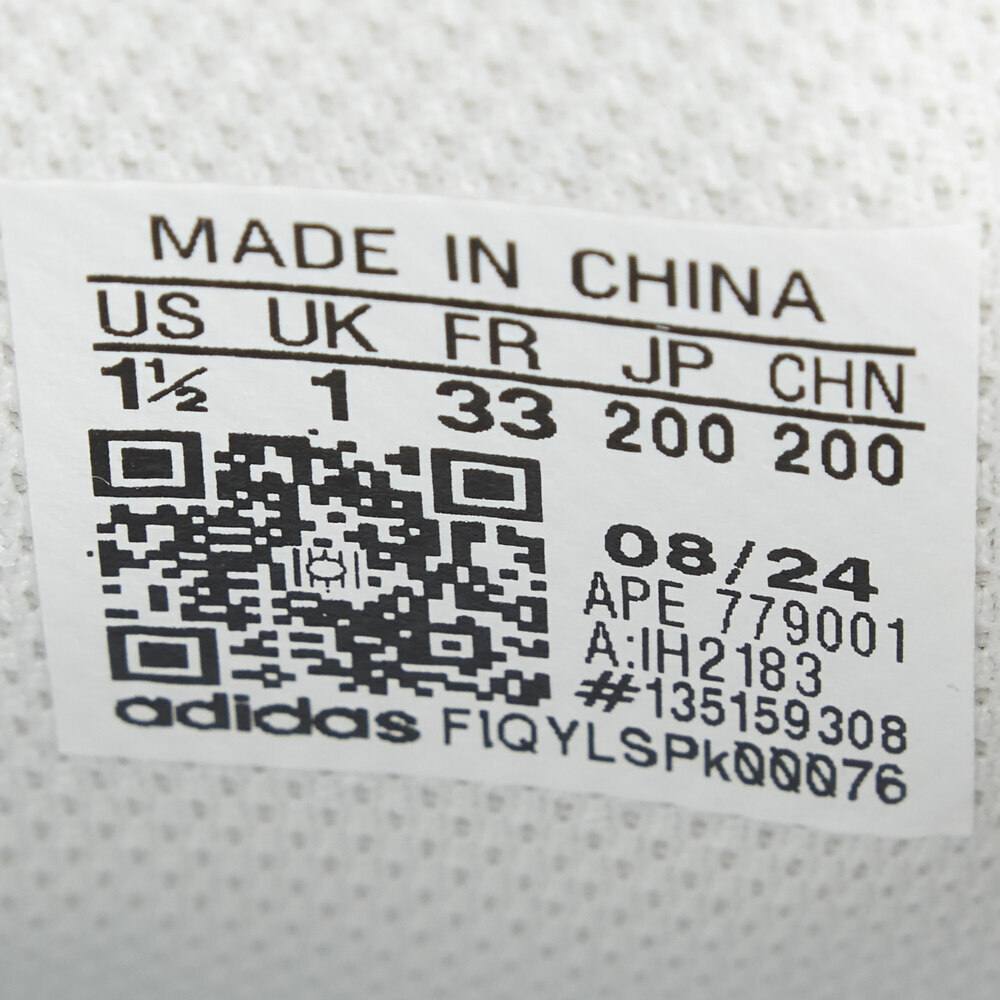 MADE IN CHINA
US UK FR JP CHN
1½ 1 33 200 200
08/24
APE 779001
A:IH2183
#135159308
adidas F1QYLSPk00076